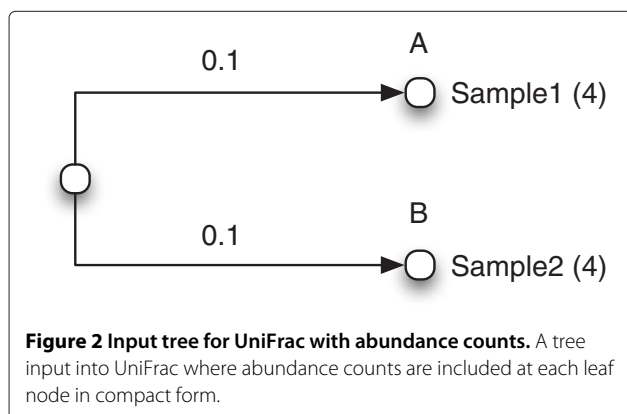 A
0.1
Sample1 (4)
B
0.1
Sample2 (4)
Figure 2 Input tree for UniFrac with abundance counts. A tree
input into UniFrac where abundance counts are included at each leaf
node in compact form.